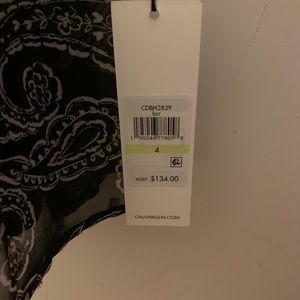 CD8H2839
bcr
4
MSRP $134.00
CALVINKLEIN.COM